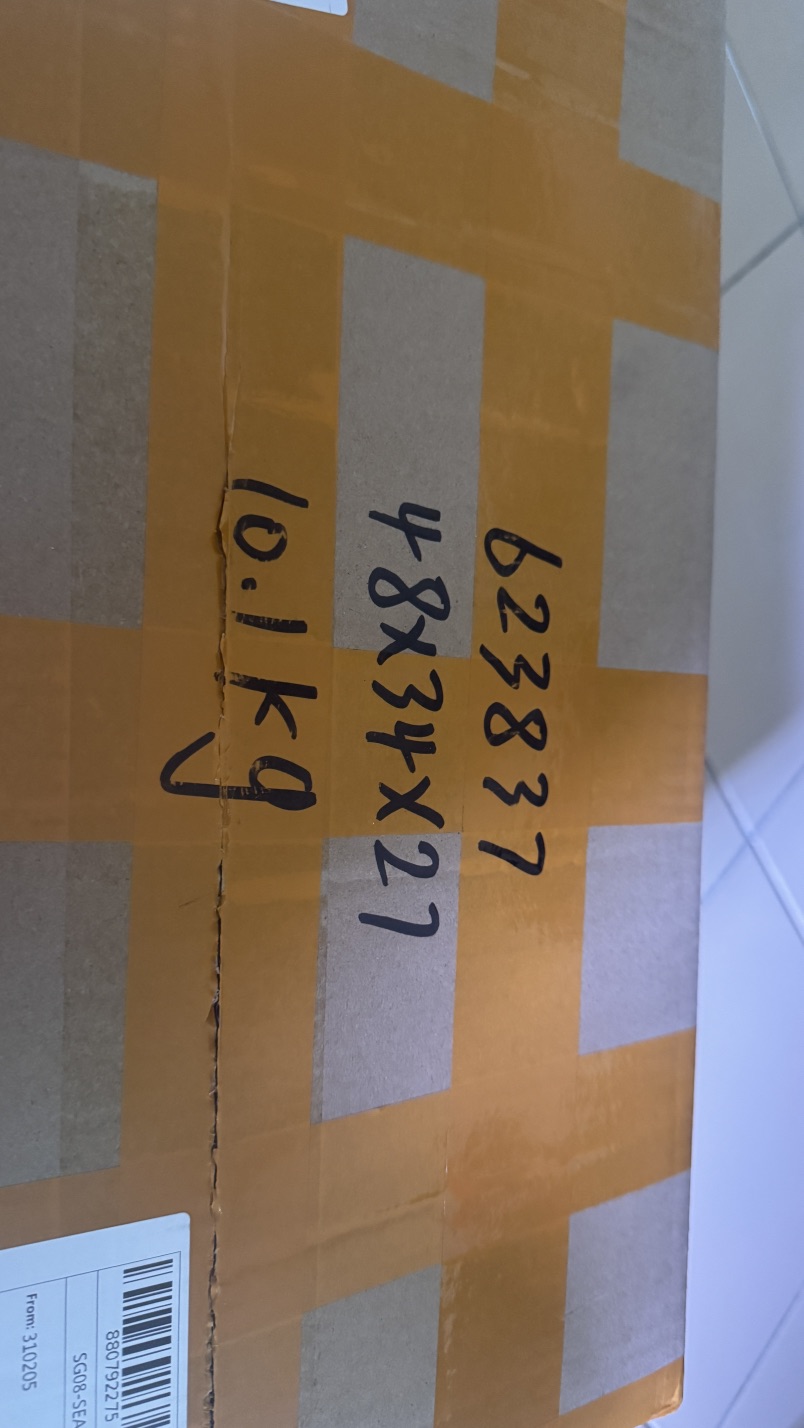 623837
48x34x27
10.1kg
880792275
SG08-SEA
From: 310205